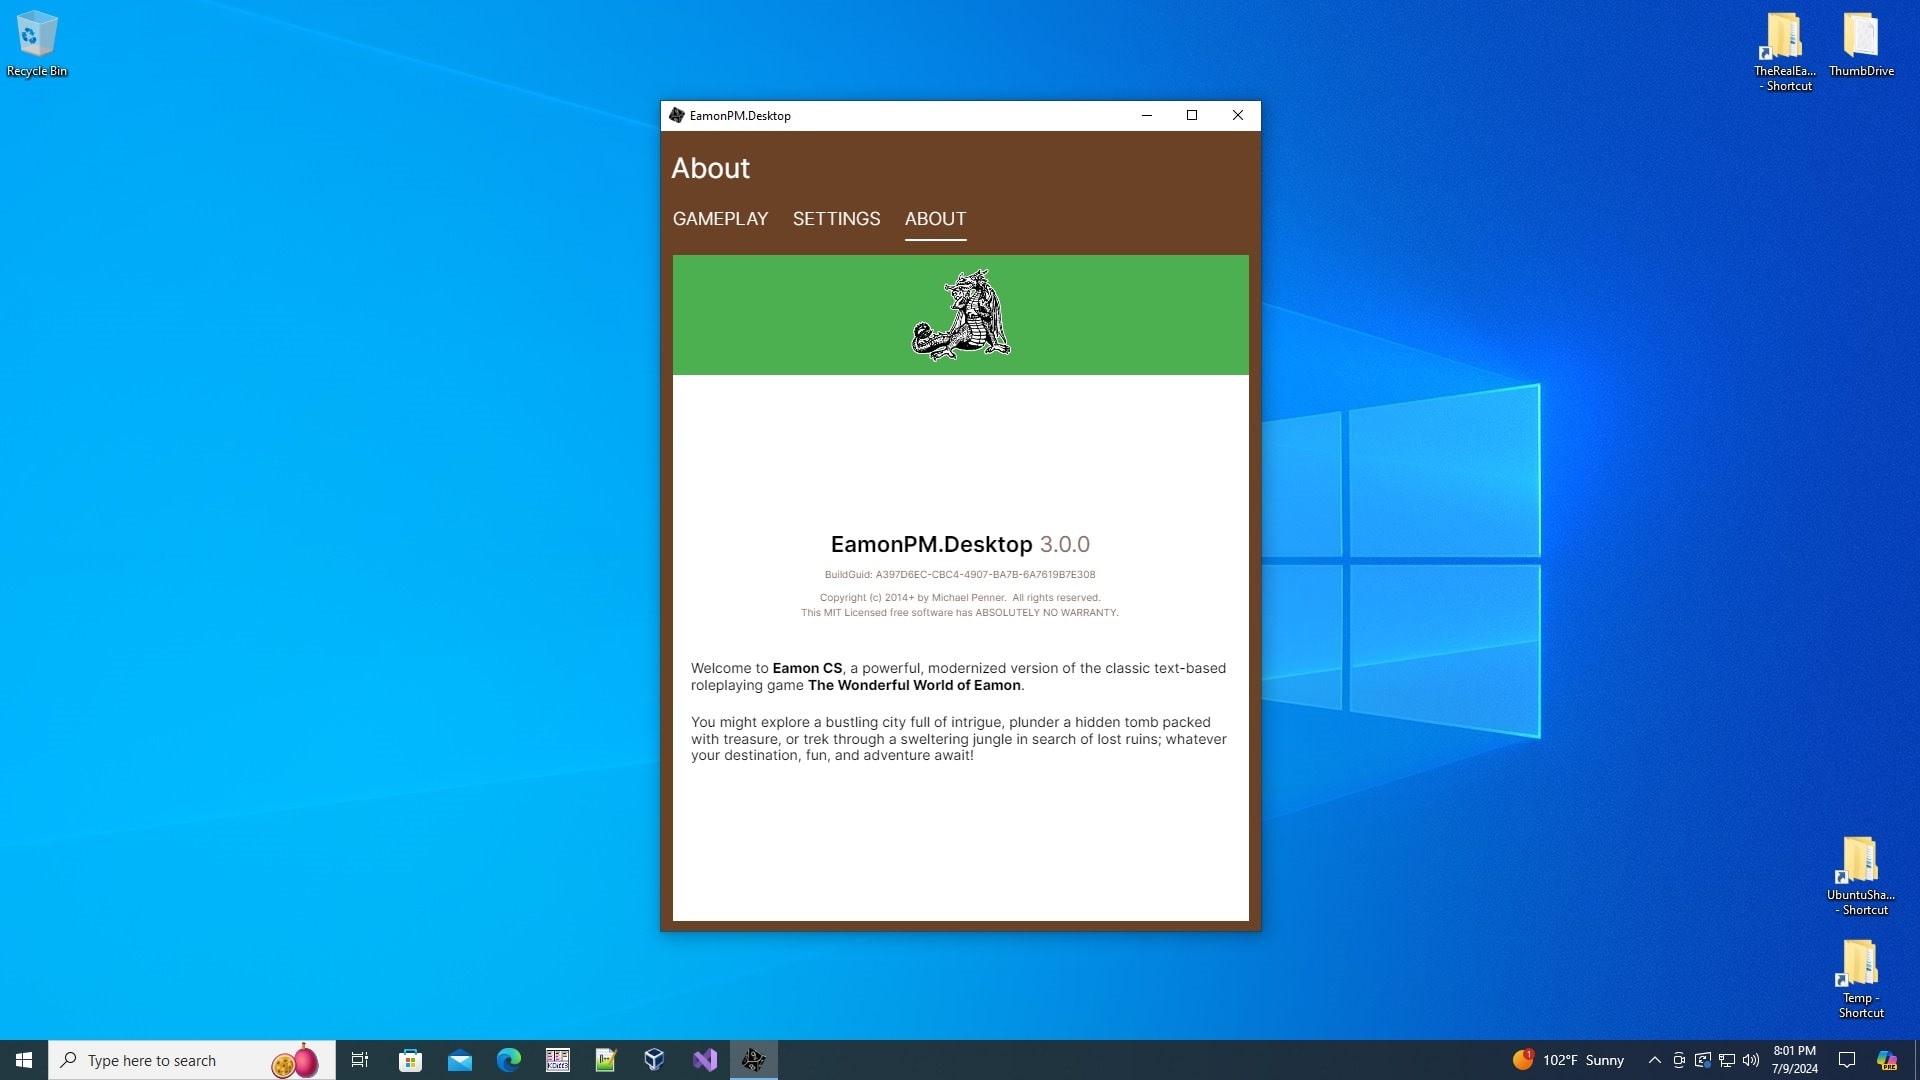 Recycle Bin
TheRealEa...
- Shortcut
ThumbDrive
EamonPM.Desktop
About
GAMEPLAY SETTINGS ABOUT
EamonPM.Desktop 3.0.0
BuildGuid: A397D6EC-CBC4-4907-BA7B-6A7619B7E308
Copyright (c) 2014+ by Michael Penner.  All rights reserved.
This MIT Licensed free software has ABSOLUTELY NO WARRANTY.
Welcome to Eamon CS, a powerful, modernized version of the classic text-based
roleplaying game The Wonderful World of Eamon.
You might explore a bustling city full of intrigue, plunder a hidden tomb packed
with treasure, or trek through a sweltering jungle in search of lost ruins; whatever
your destination, fun, and adventure await!
UbuntuSha...
- Shortcut
Temp -
Shortcut
Type here to search
KDiff3
1
102°F Sunny
8:01 PM
7/9/2024
PRE